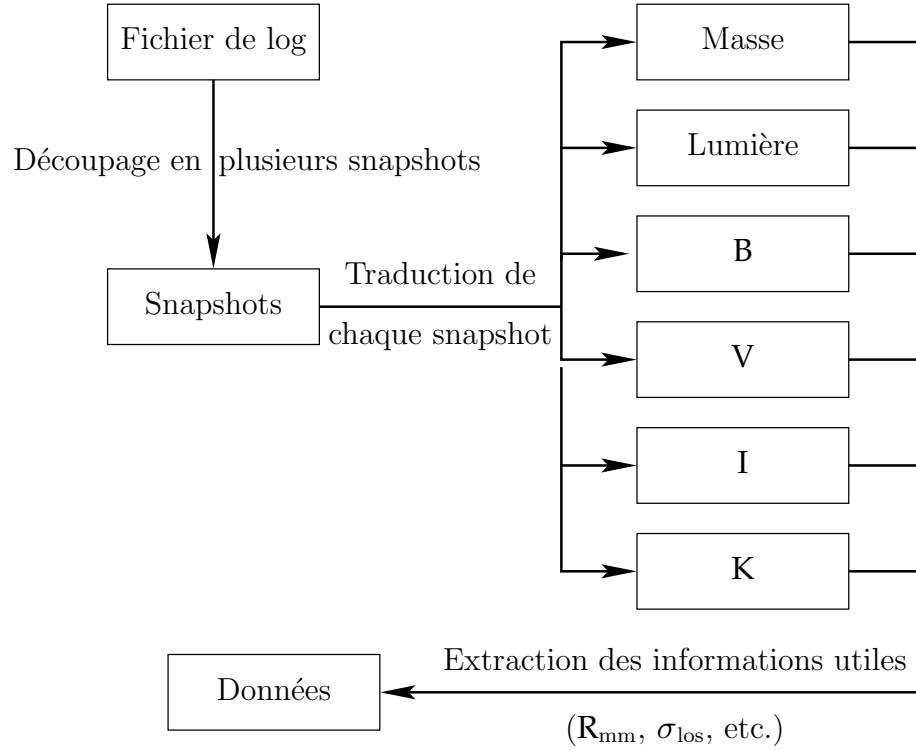 Fichier de log
Découpage en plusieurs snapshots
Snapshots
Traduction de
chaque snapshot
Masse
Lumière
B
V
I
K
Extraction des informations utiles
(R_mm, σ_los, etc.)
Données